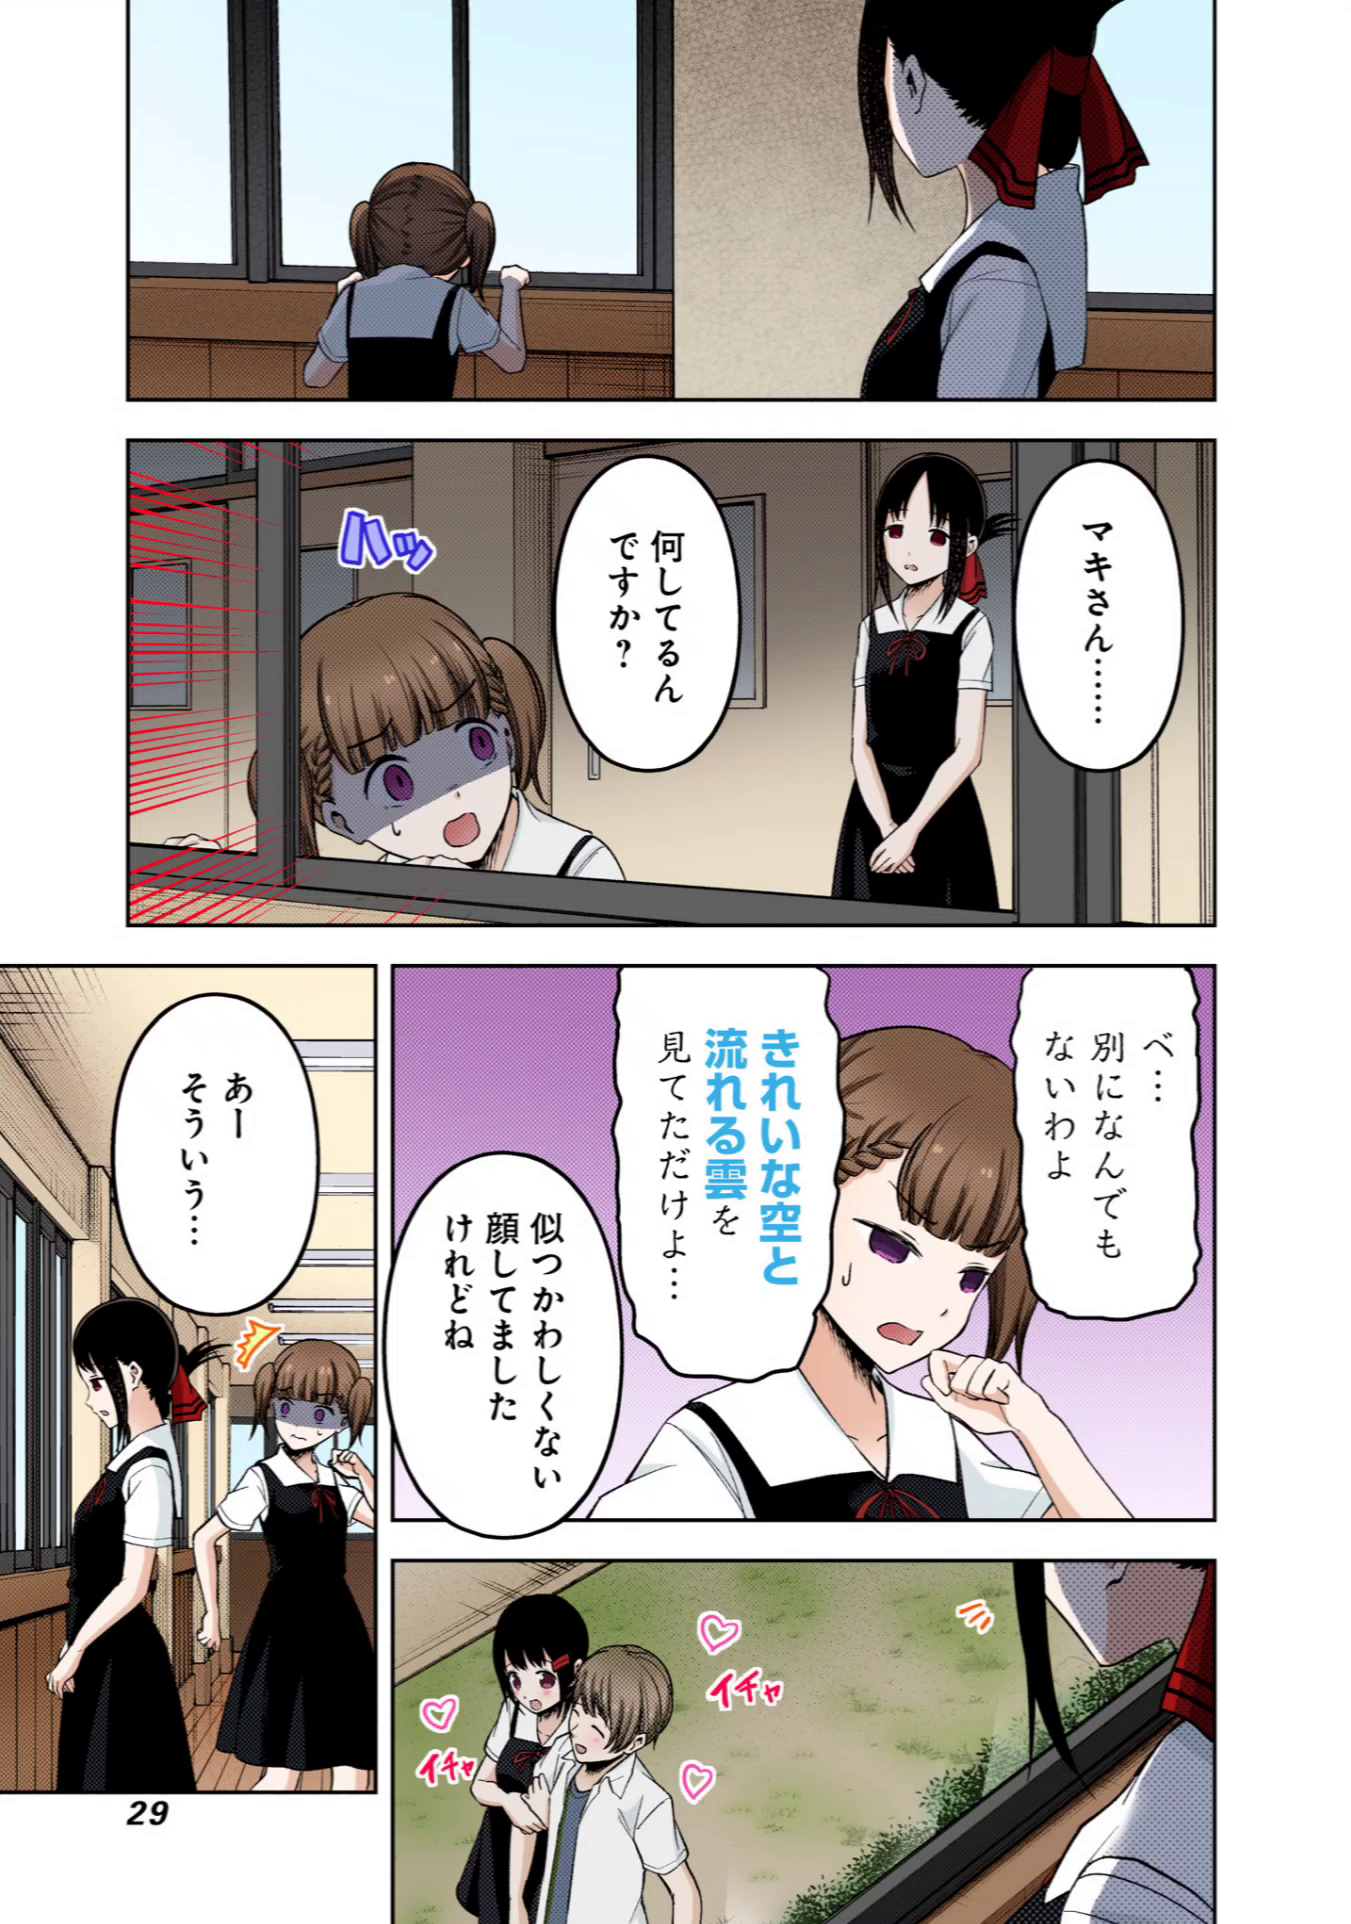 マキさん……
何してるん
ですか？
ハッ
べ…
別になんでも
ないわよ
きれいな空と
流れる雲を
見てただけよ…
似つかわしくない
顔してました
けれどね
イチャ
イチャ
あー
そういう…
29